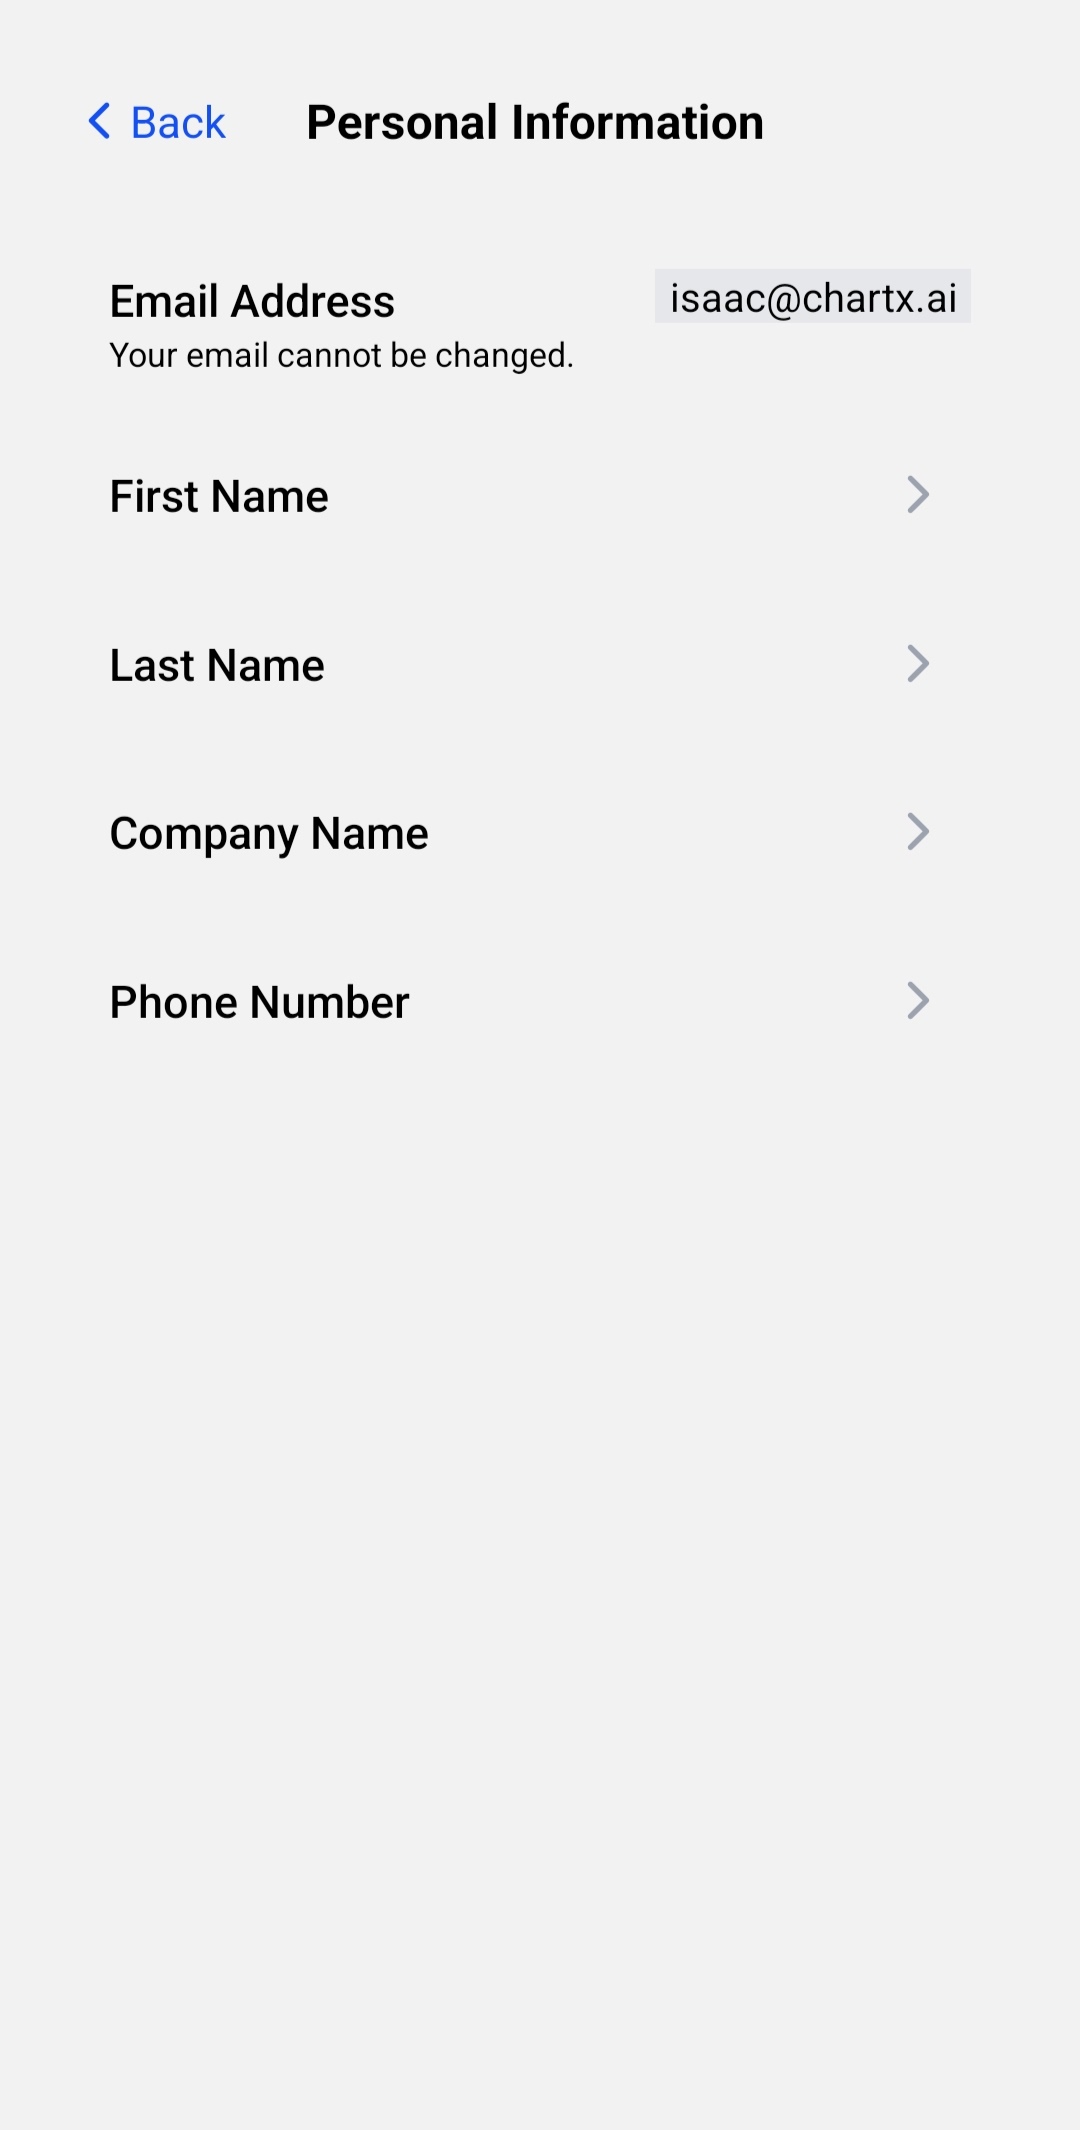 Back
Personal Information
Email Address
isaac@chartx.ai
Your email cannot be changed.
First Name
Last Name
Company Name
Phone Number